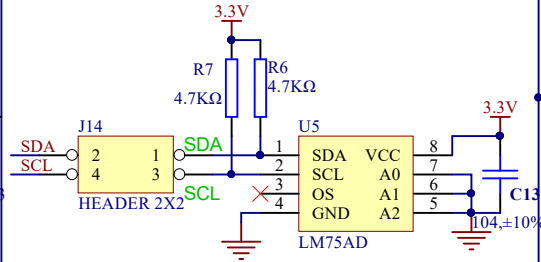 3.3V
R7
R6
4.7KΩ
4.7KΩ
3.3V
J14
U5
SDA
SDA
2
1
1
SDA
VCC
8
SCL
4
3
2
SCL
A0
7
SCL
3
OS
A1
6
HEADER 2X2
4
GND
A2
5
C13
LM75AD
104,±10%